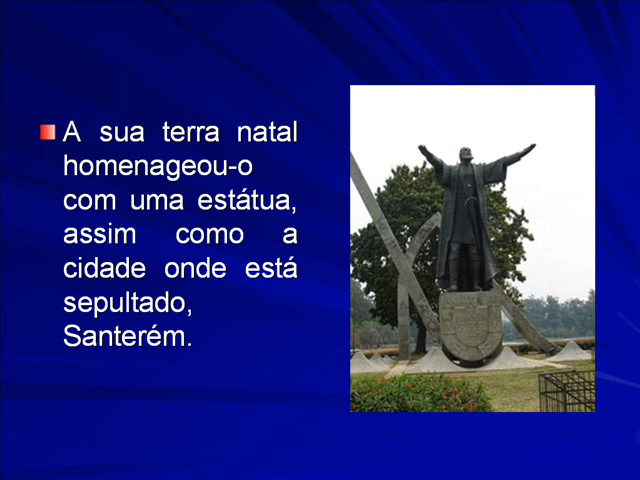 A sua terra natal
homenageou-o
com uma estátua,
assim como a
cidade onde está
sepultado,
Santerém.